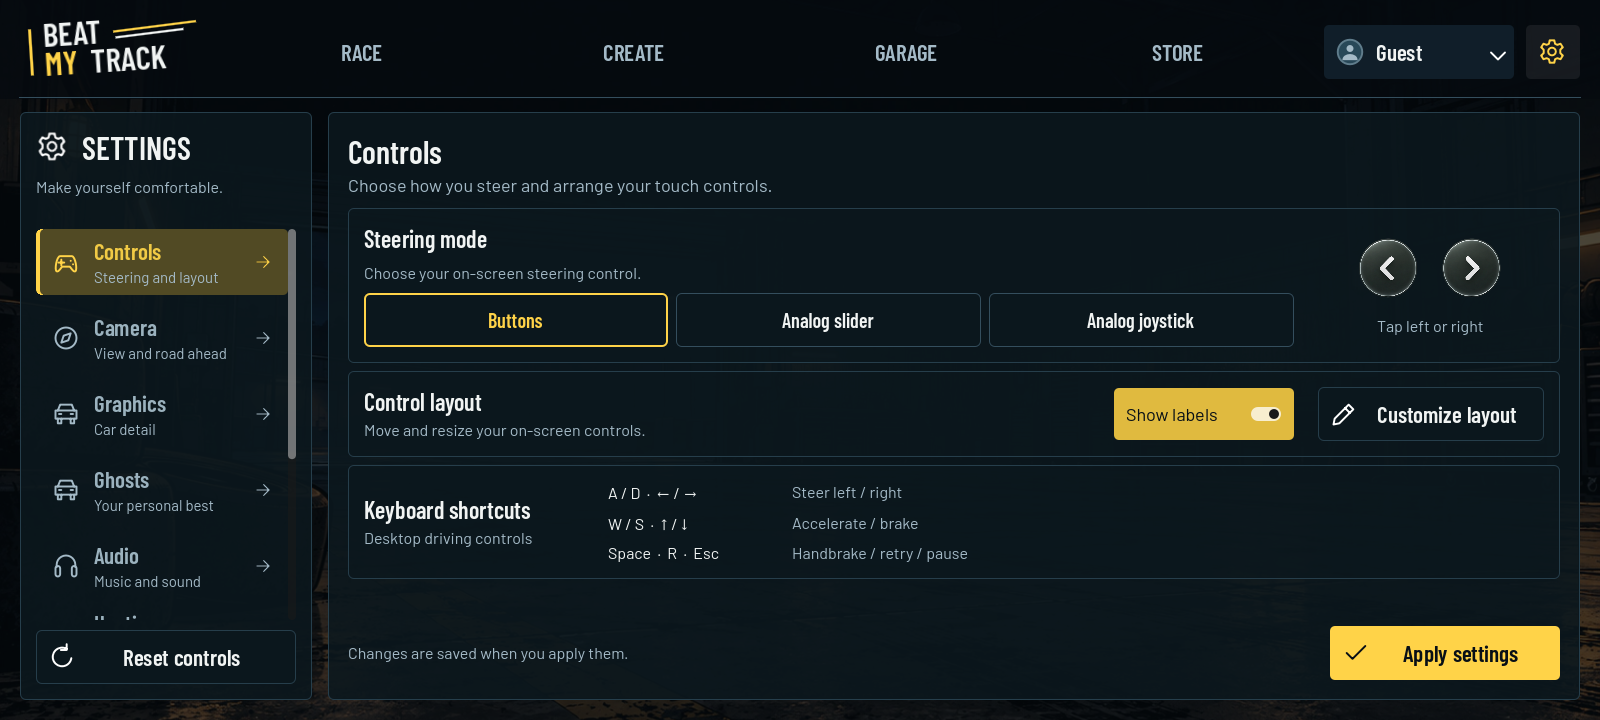 BEAT
MY TRACK
RACE
CREATE
GARAGE
STORE
Guest
SETTINGS
Make yourself comfortable.
Controls
Steering and layout
Camera
View and road ahead
Graphics
Car detail
Ghosts
Your personal best
Audio
Music and sound
Reset controls
Controls
Choose how you steer and arrange your touch controls.
Steering mode
Choose your on-screen steering control.
Buttons
Analog slider
Analog joystick
Tap left or right
Control layout
Move and resize your on-screen controls.
Show labels
Customize layout
Keyboard shortcuts
Desktop driving controls
A / D · ← / → Steer left / right
W / S · ↑ / ↓ Accelerate / brake
Space · R · Esc Handbrake / retry / pause
Changes are saved when you apply them.
Apply settings